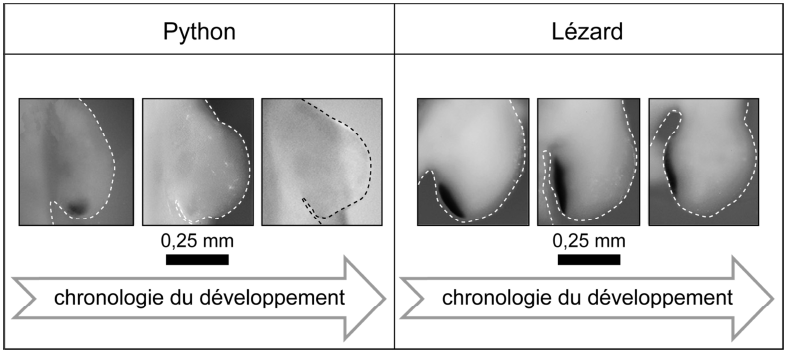 Python
Lézard
0,25 mm
0,25 mm
chronologie du développement
chronologie du développement